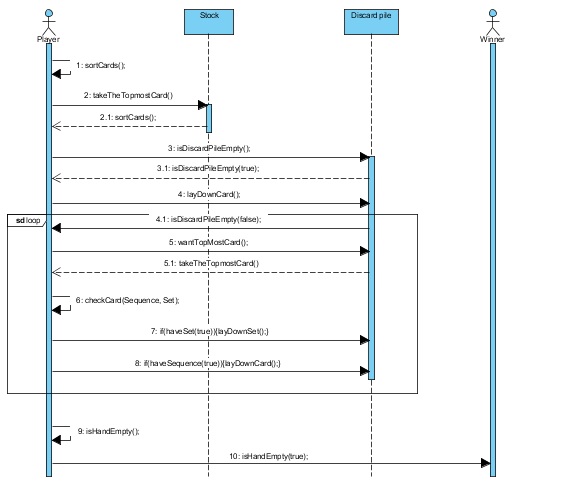 Stock
Discard pile
Player
Winner
1: sortCards();
2: takeTheTopmostCard()
2.1: sortCards();
3: isDiscardPileEmpty();
3.1: isDiscardPileEmpty(true);
4: layDownCard();
sd loop
4.1: isDiscardPileEmpty(false);
5: wantTopMostCard();
5.1: takeTheTopmostCard()
6: checkCard(Sequence, Set);
7: if(haveSet(true)){layDownSet();}
8: if(haveSequence(true)){layDownCard();}
9: isHandEmpty();
10: isHandEmpty(true);